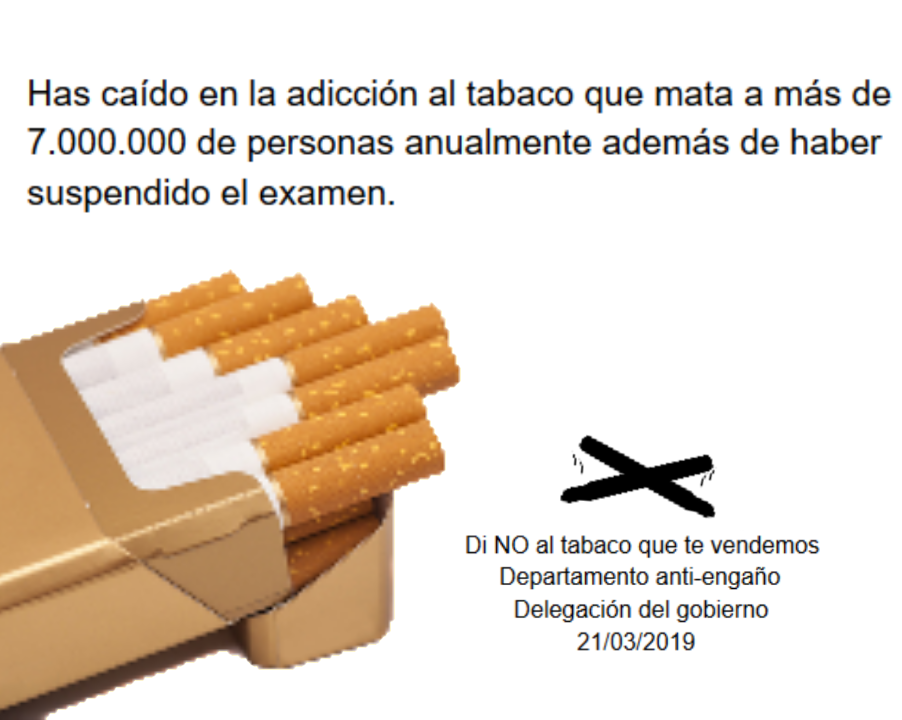 Has caído en la adicción al tabaco que mata a más de
7.000.000 de personas anualmente además de haber
suspendido el examen.
Di NO al tabaco que te vendemos
Departamento anti-engaño
Delegación del gobierno
21/03/2019